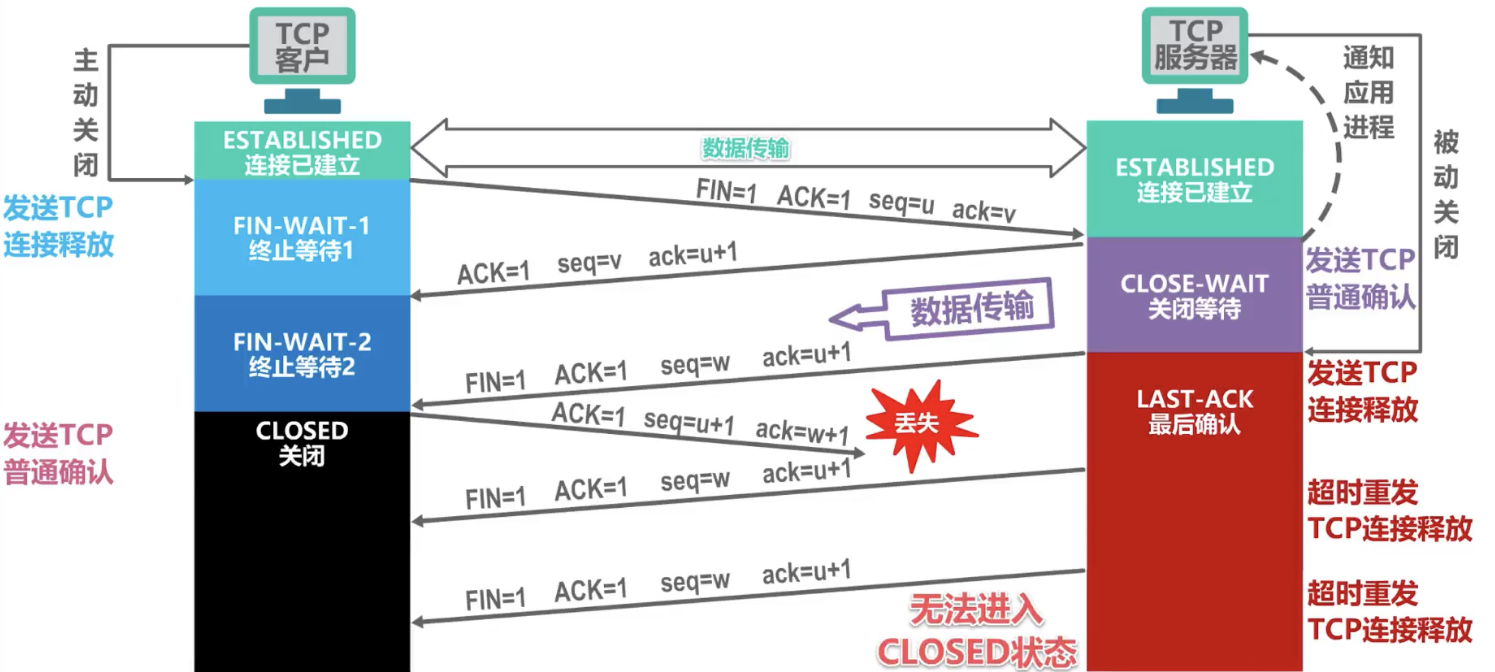 TCP
客户
TCP
服务器
主
动
关
闭
通知
应用
进程
被
动
关
闭
ESTABLISHED
连接已建立
数据传输
ESTABLISHED
连接已建立
发送TCP
连接释放
FIN-WAIT-1
终止等待1
FIN=1 ACK=1 seq=u ack=v
ACK=1 seq=v ack=u+1
CLOSE-WAIT
关闭等待
发送TCP
普通确认
数据传输
FIN-WAIT-2
终止等待2
FIN=1 ACK=1 seq=w ack=u+1
LAST-ACK
最后确认
发送TCP
连接释放
发送TCP
普通确认
CLOSED
关闭
ACK=1 seq=u+1 ack=w+1
丢失
FIN=1 ACK=1 seq=w ack=u+1
超时重发
TCP连接释放
FIN=1 ACK=1 seq=w ack=u+1
无法进入
CLOSED状态
超时重发
TCP连接释放